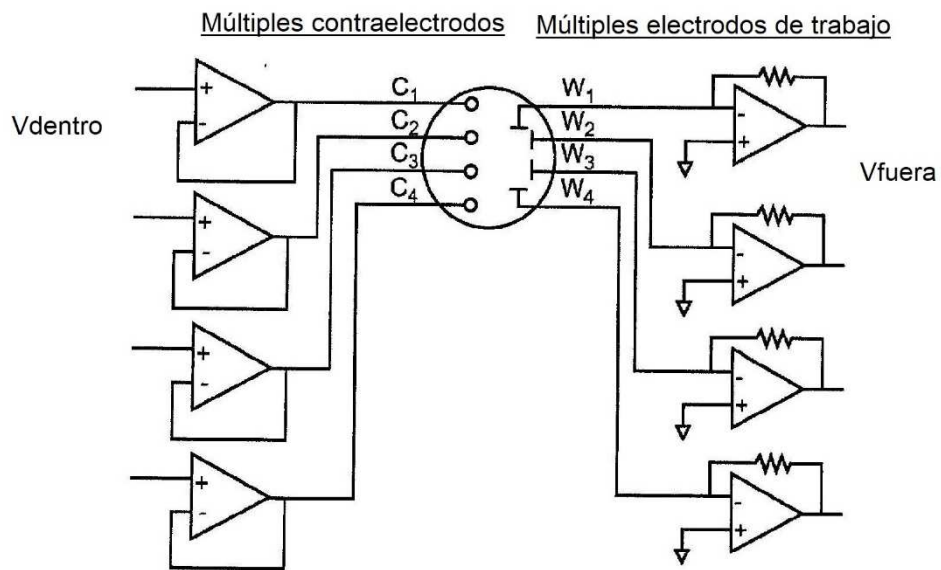 Múltiples contraelectrodos
Múltiples electrodos de trabajo
Vdentro
Vfuera
C1
C2
C3
C4
W1
W2
W3
W4
+
-
+
-
+
-
+
-
-
+
-
+
-
+
-
+